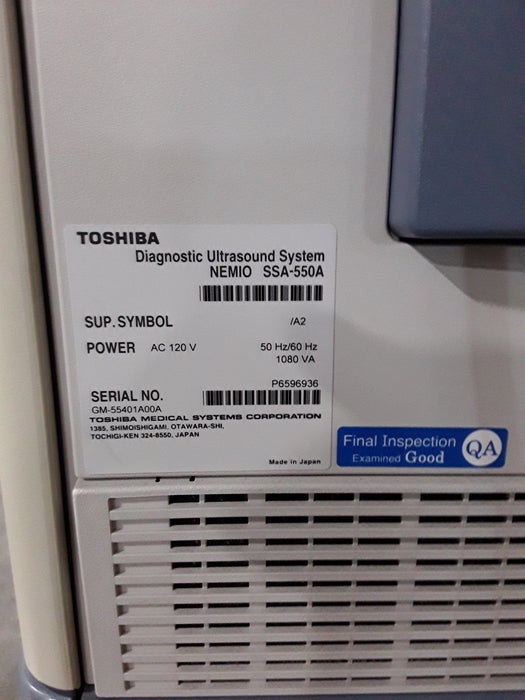 TOSHIBA
Diagnostic Ultrasound System
NEMIO SSA-550A
SUP. SYMBOL /A2
POWER AC 120 V 50 Hz/60 Hz
1080 VA
P6596936
SERIAL NO.
GM-55401A00A
TOSHIBA MEDICAL SYSTEMS CORPORATION
1385, SHIMOISHIGAMI, OTAWARA-SHI,
TOCHIGI-KEN 324-8550, JAPAN
Made in Japan
Final Inspection
Examined Good
QA